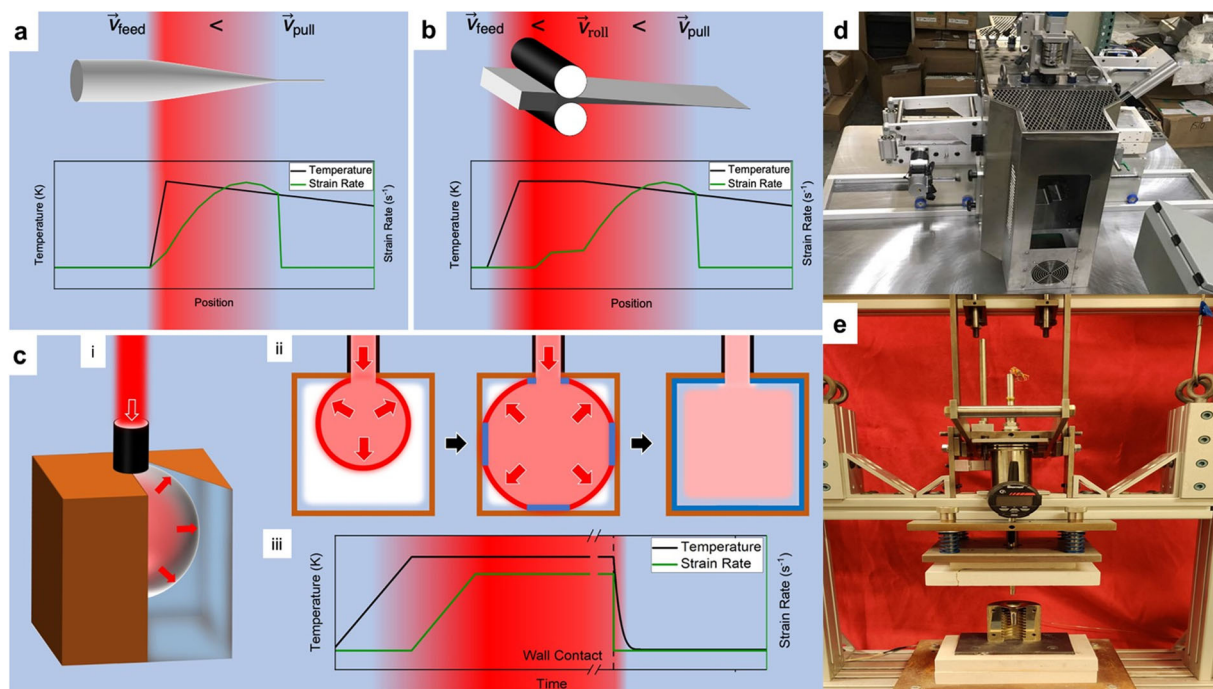 a
v⃗feed < v⃗pull
Temperature (K)
Temperature
Strain Rate
Strain Rate (s⁻¹)
Position
b
v⃗feed < v⃗roll < v⃗pull
Temperature (K)
Temperature
Strain Rate
Strain Rate (s⁻¹)
Position
c
i
ii
iii
Temperature (K)
Temperature
Strain Rate
Strain Rate (s⁻¹)
Wall Contact
Time
d
e